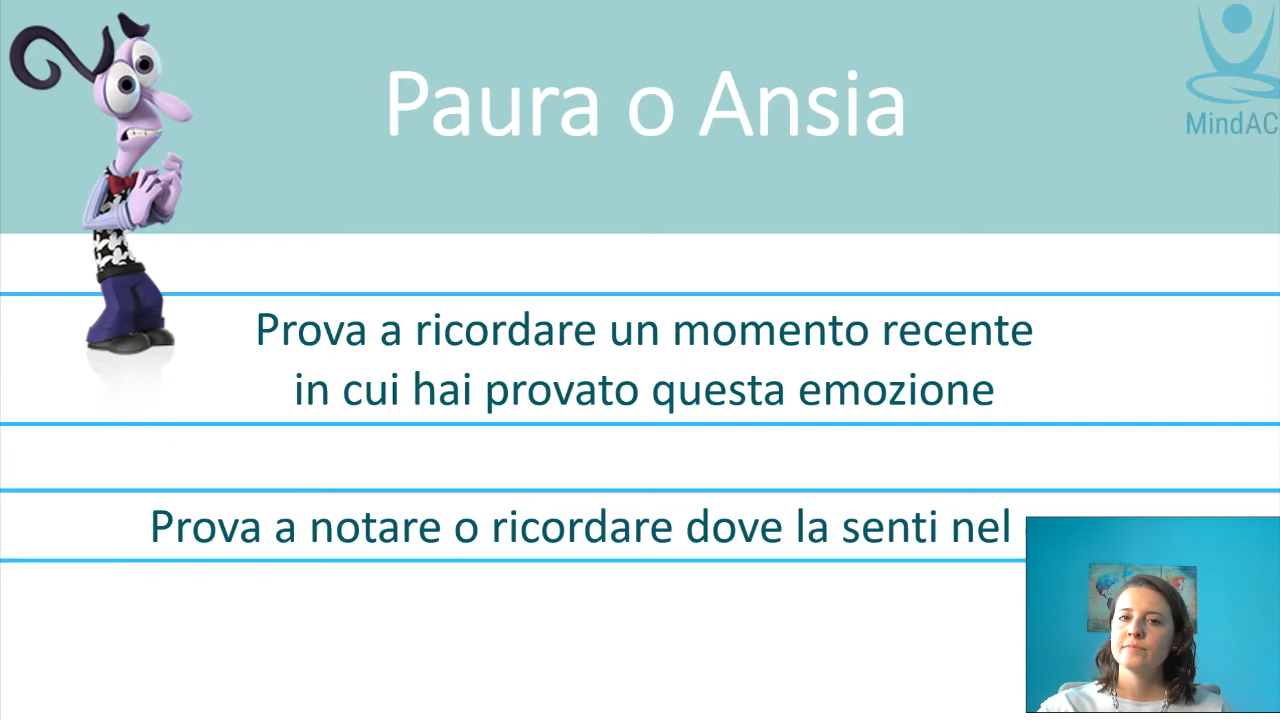 Paura o Ansia
MindAC
Prova a ricordare un momento recente
in cui hai provato questa emozione
Prova a notare o ricordare dove la senti nel